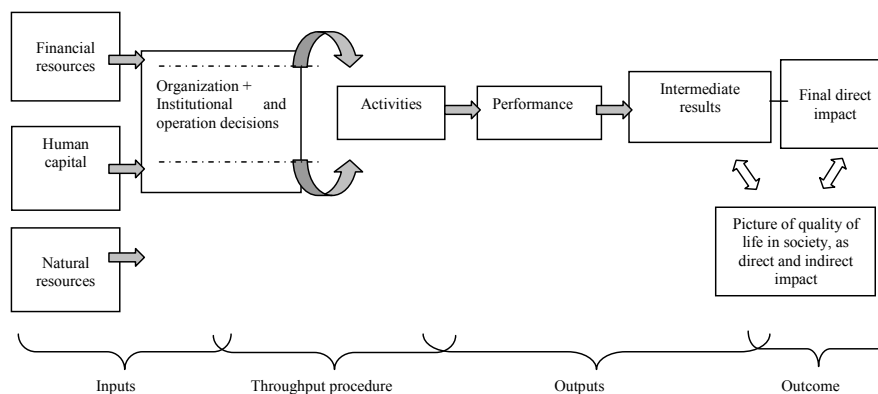 Financial
resources
Human
capital
Natural
resources
Organization +
Institutional and
operation decisions
Activities
Performance
Intermediate
results
Final direct
impact
Picture of quality of
life in society, as
direct and indirect
impact
Inputs
Throughput procedure
Outputs
Outcome